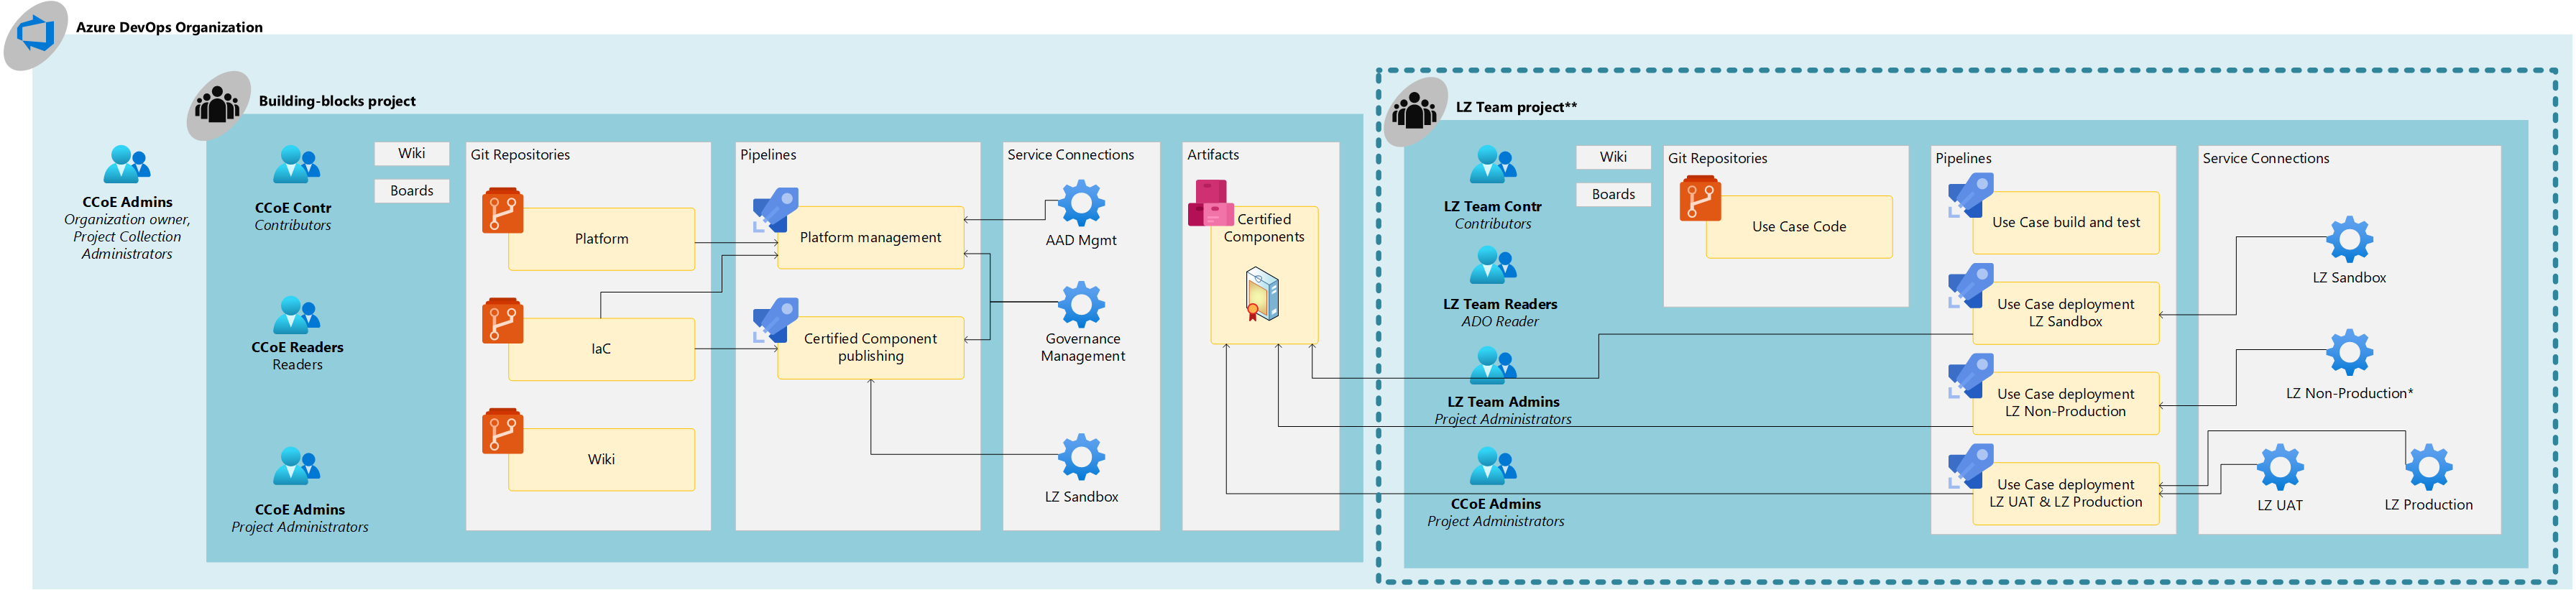 Azure DevOps Organization
CCoE Admins
Organization owner,
Project Collection
Administrators
Building-blocks project
CCoE Contr
Contributors
CCoE Readers
Readers
CCoE Admins
Project Administrators
Wiki
Boards
Git Repositories
Platform
IaC
Wiki
Pipelines
Platform management
Certified Component
publishing
Service Connections
AAD Mgmt
Governance
Management
LZ Sandbox
Artifacts
Certified
Components
LZ Team project**
LZ Team Contr
Contributors
LZ Team Readers
ADO Reader
LZ Team Admins
Project Administrators
CCoE Admins
Project Administrators
Wiki
Boards
Git Repositories
Use Case Code
Pipelines
Use Case build and test
Use Case deployment
LZ Sandbox
Use Case deployment
LZ Non-Production
Use Case deployment
LZ UAT & LZ Production
Service Connections
LZ Sandbox
LZ Non-Production*
LZ UAT
LZ Production